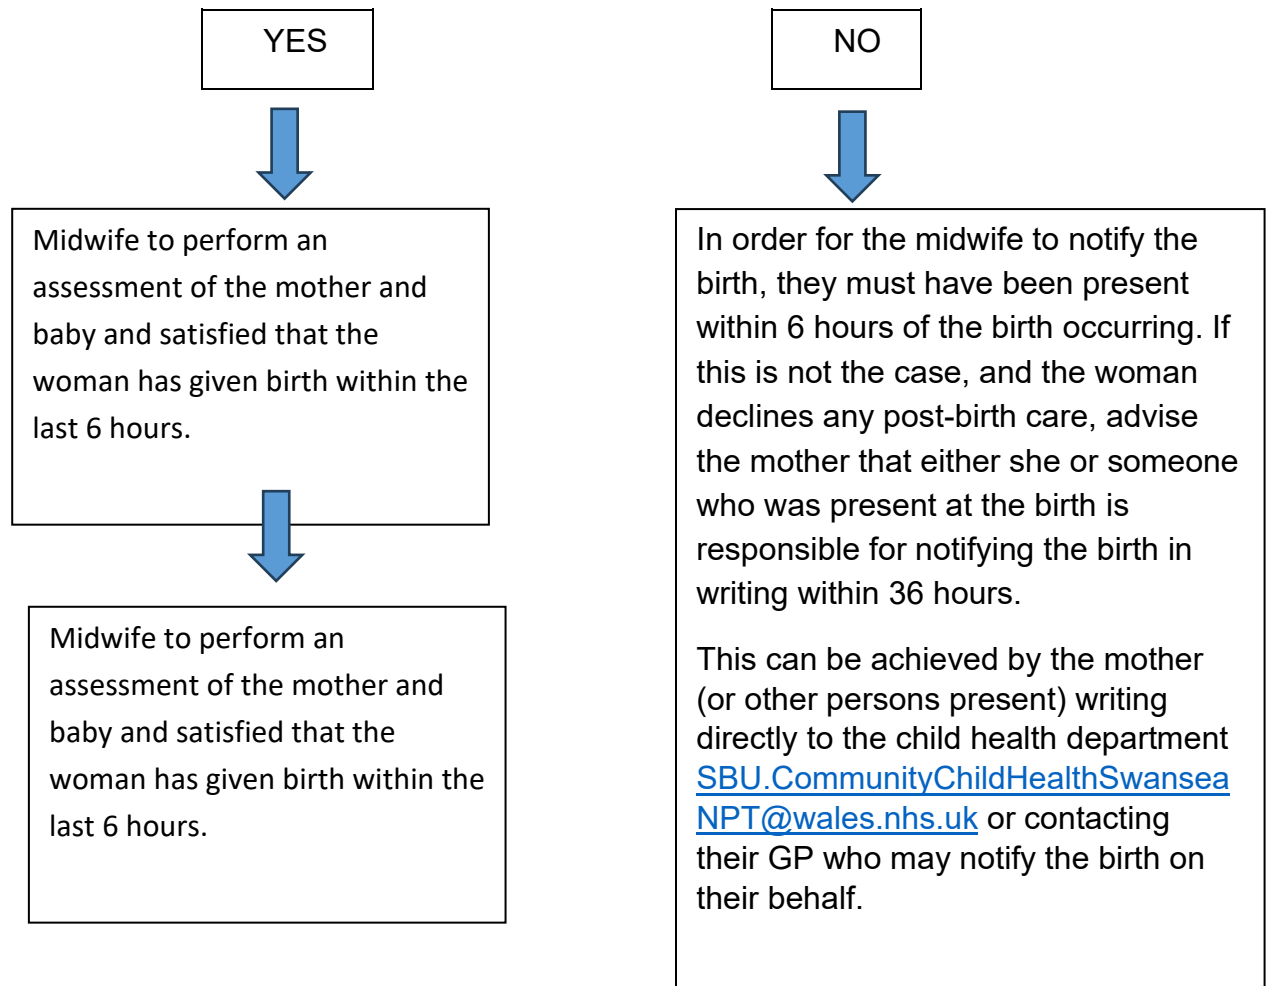 YES
NO
Midwife to perform an
assessment of the mother and
baby and satisfied that the
woman has given birth within the
last 6 hours.
Midwife to perform an
assessment of the mother and
baby and satisfied that the
woman has given birth within the
last 6 hours.
In order for the midwife to notify the
birth, they must have been present
within 6 hours of the birth occurring. If
this is not the case, and the woman
declines any post-birth care, advise
the mother that either she or someone
who was present at the birth is
responsible for notifying the birth in
writing within 36 hours.
This can be achieved by the mother
(or other persons present) writing
directly to the child health department
SBU.CommunityChildHealthSwansea
NPT@wales.nhs.uk or contacting
their GP who may notify the birth on
their behalf.